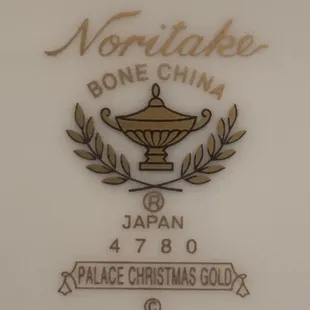 Noritake
BONE CHINA
®
JAPAN
4780
PALACE CHRISTMAS GOLD
©